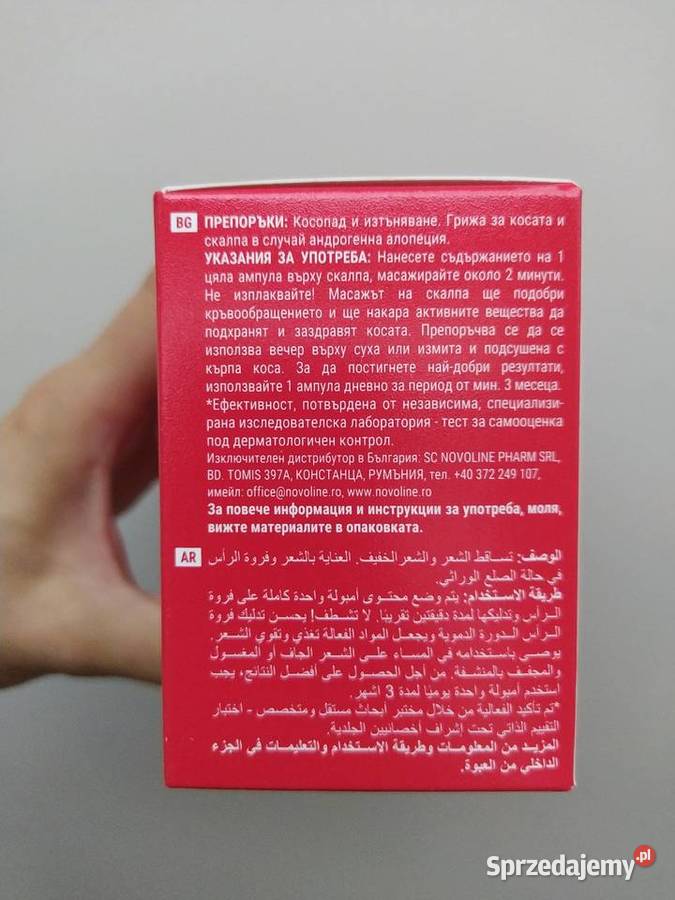 BG ПРЕПОРЪКИ: Косопад и изтъняване. Грижа за косата и
скалпа в случай андрогенна алопеция.
УКАЗАНИЯ ЗА УПОТРЕБА: Нанесете съдържанието на 1
цяла ампула върху скалпа, масажирайте около 2 минути.
Не изплаквайте! Масажът на скалпа ще подобри
кръвообращението и ще накара активните вещества да
подхранят и заздравят косата. Препоръчва се да се
използва вечер върху суха или измита и подсушена с
кърпа коса. За да постигнете най-добри резултати,
използвайте 1 ампула дневно за период от мин. 3 месеца.
*Ефективност, потвърдена от независима, специализи-
рана изследователска лаборатория - тест за самооценка
под дерматологичен контрол.
Изключителен дистрибутор в България: SC NOVOLINE PHARM SRL,
BD. TOMIS 397A, КОНСТАНЦА, РУМЪНИЯ, тел. +40 372 249 107,
имейл: office@novoline.ro, www.novoline.ro
За повече информация и инструкции за употреба, моля,
вижте материалите в опаковката.
AR الوصف: تساقط الشعر والشعر الخفيف. العناية بالشعر وفروة الرأس
في حالة الصلع الوراثي.
طريقة الاستخدام: يتم وضع محتوى أمبولة واحدة كاملة على فروة
الرأس وتدليكها لمدة دقيقتين تقريبًا. لا تشطف! يحسن تدليك فروة
الرأس الدورة الدموية ويجعل المواد الفعالة تغذي وتقوي الشعر.
يوصى باستخدامه في المساء على الشعر الجاف أو المغسول
والمجفف بالمنشفة. من أجل الحصول على أفضل النتائج، يجب
استخدم أمبولة واحدة يوميا لمدة 3 اشهر.
*تم تأكيد الفعالية من خلال مختبر أبحاث مستقل ومتخصص - اختبار
التقييم الذاتي تحت إشراف أخصائيين الجلدية.
المزيد من المعلومات وطريقة الاستخدام والتعليمات في الجزء
الداخلي من العبوة.
Sprzedajemy.pl